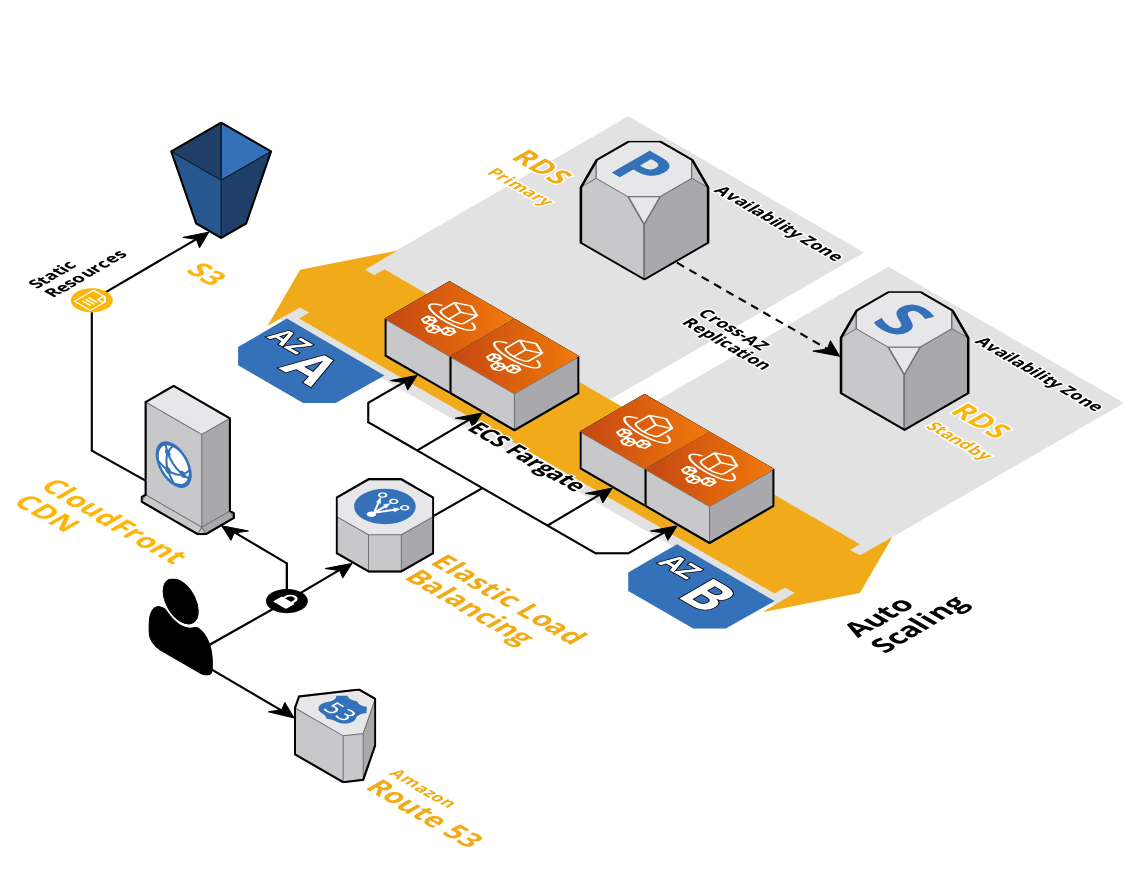 RDS
Primary
P
Availability Zone
Static
Resources
S3
Cross-AZ
Replication
S
Availability Zone
RDS
Standby
AZ A
ECS Fargate
CloudFront
CDN
Elastic Load
Balancing
AZ B
Auto
Scaling
53
Amazon
Route 53